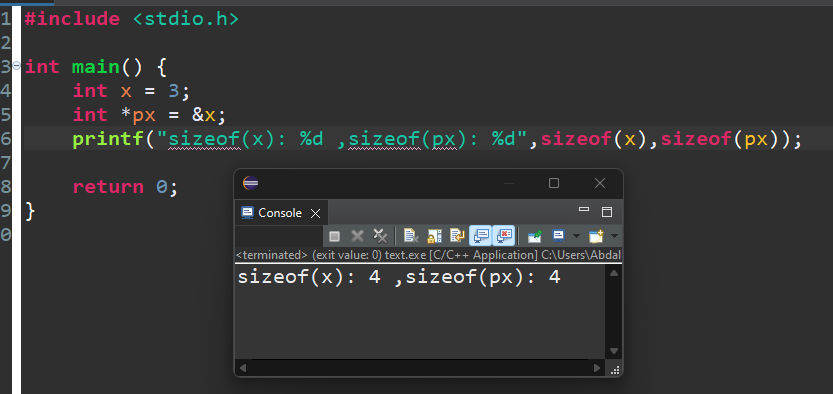 1 #include <stdio.h>
2
3 int main() {
4     int x = 3;
5     int *px = &x;
6     printf("sizeof(x): %d ,sizeof(px): %d",sizeof(x),sizeof(px));
7
8     return 0;
9 }
0
Console
<terminated> (exit value: 0) text.exe [C/C++ Application] C:\Users\Abdal
sizeof(x): 4 ,sizeof(px): 4